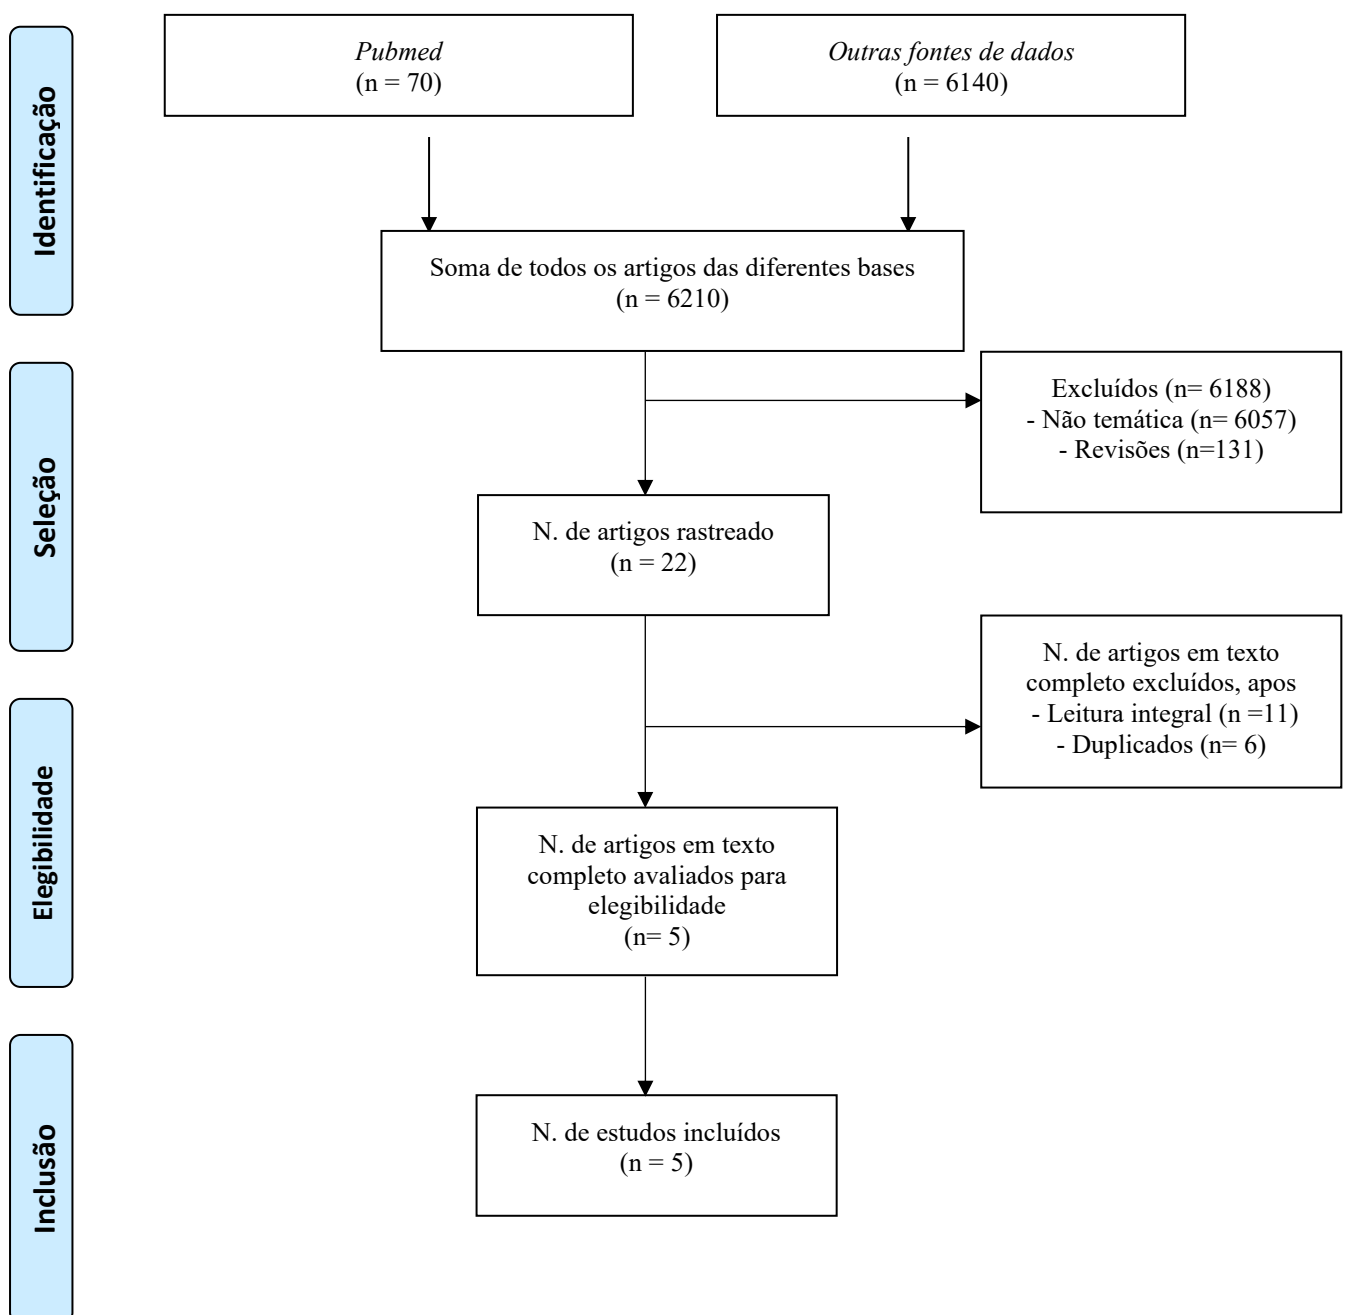 Identificação
Pubmed
(n = 70)
Outras fontes de dados
(n = 6140)
Soma de todos os artigos das diferentes bases
(n = 6210)
Seleção
Excluídos (n= 6188)
- Não temática (n= 6057)
- Revisões (n=131)
N. de artigos rastreado
(n = 22)
Elegibilidade
N. de artigos em texto
completo excluídos, apos
- Leitura integral (n =11)
- Duplicados (n= 6)
N. de artigos em texto
completo avaliados para
elegibilidade
(n= 5)
Inclusão
N. de estudos incluídos
(n = 5)